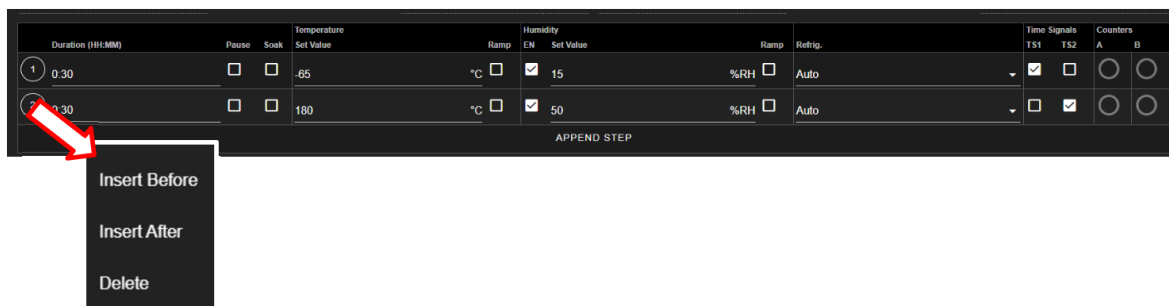 Temperature Humidity Time Signals Counters
Duration (HH:MM) Pause Soak Set Value Ramp EN Set Value Ramp Refrig. TS1 TS2 A B
1 0:30 -65 °C 15 %RH Auto
2 0:30 180 °C 50 %RH Auto
APPEND STEP
Insert Before
Insert After
Delete